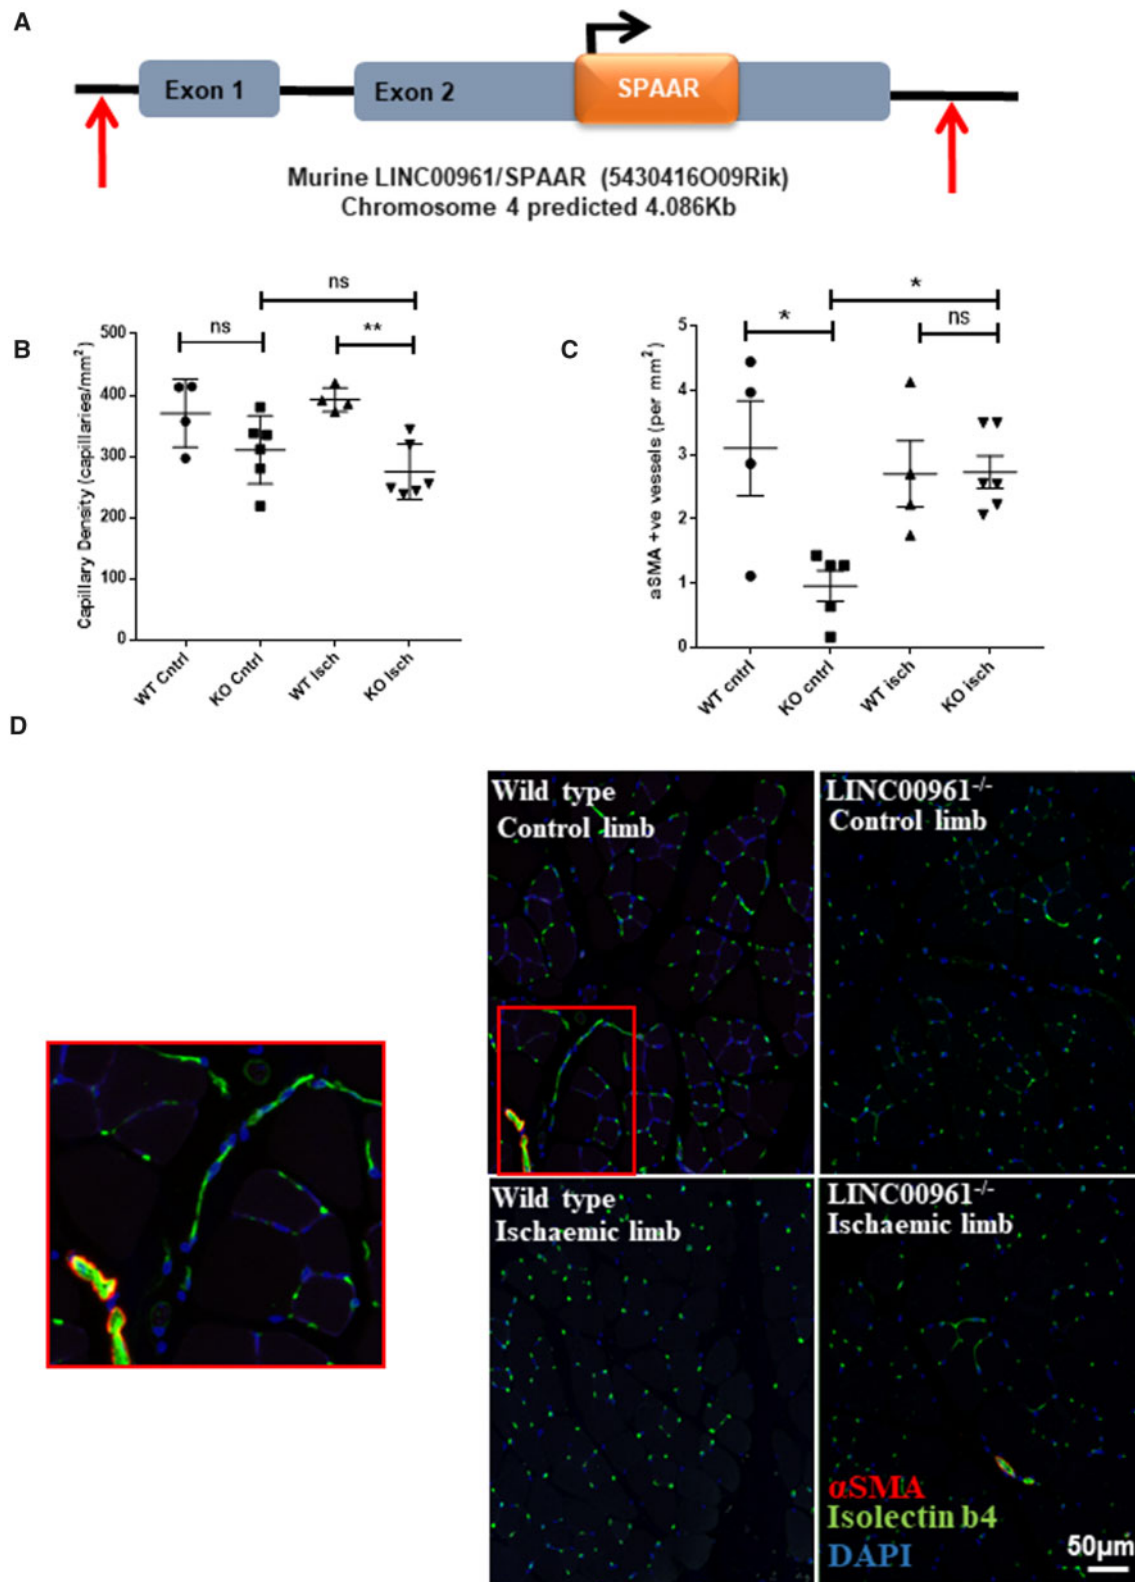 A
Exon 1
Exon 2
SPAAR
Murine LINC00961/SPAAR (5430416O09Rik)
Chromosome 4 predicted 4.086Kb
B
ns
ns
**
Capillary Density (capillaries/mm²)
500
400
300
200
100
0
WT Cntrl
KO Cntrl
WT Isch
KO Isch
C
*
*
ns
aSMA +ve vessels (per mm²)
5
4
3
2
1
0
WT cntrl
KO cntrl
WT isch
KO isch
D
Wild type
Control limb
LINC00961⁻/⁻
Control limb
Wild type
Ischaemic limb
LINC00961⁻/⁻
Ischaemic limb
αSMA
Isolectin b4
DAPI
50µm